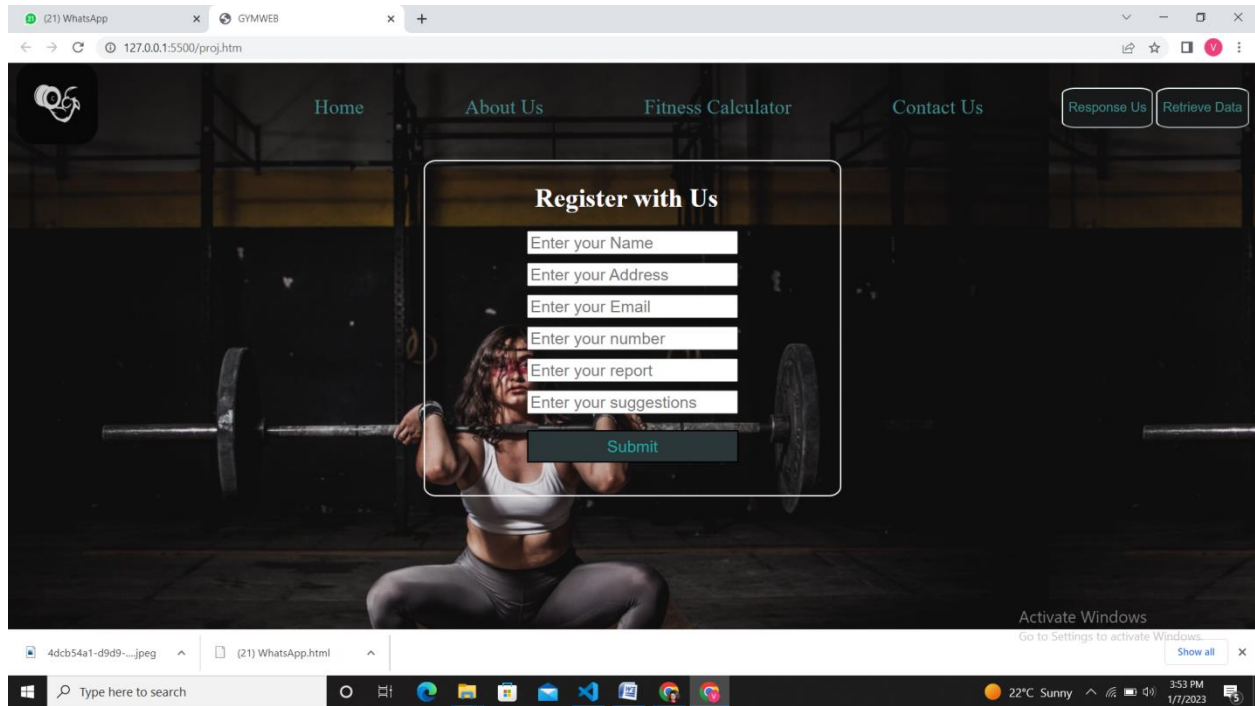 (21) WhatsApp
GYMWEB
127.0.0.1:5500/proj.htm
V
Home About Us Fitness Calculator Contact Us Response Us Retrieve Data
Register with Us
Enter your Name
Enter your Address
Enter your Email
Enter your number
Enter your report
Enter your suggestions
Submit
Activate Windows
Go to Settings to activate Windows.
4dcb54a1-d9d9-....jpeg (21) WhatsApp.html Show all
Type here to search 22°C Sunny 3:53 PM
1/7/2023
5